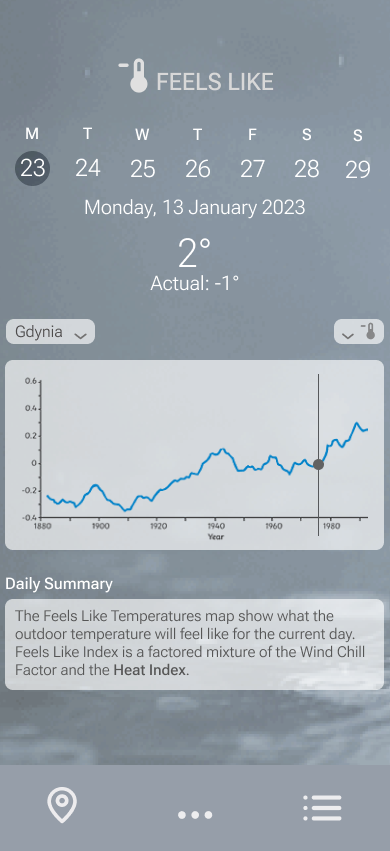 FEELS LIKE
M T W T F S S
23 24 25 26 27 28 29
Monday, 13 January 2023
2°
Actual: -1°
Gdynia
0.6
0.4
0.2
0
-0.2
-0.4
1880 1900 1920 1940 1960 1980
Year
Daily Summary
The Feels Like Temperatures map show what the
outdoor temperature will feel like for the current day.
Feels Like Index is a factored mixture of the Wind Chill
Factor and the Heat Index.